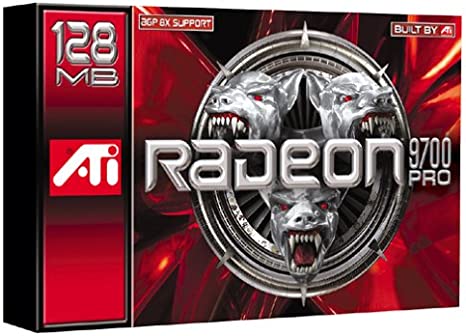 128
MB
AGP 8X SUPPORT
BUILT BY ATi
ATi
RADEON
9700
PRO